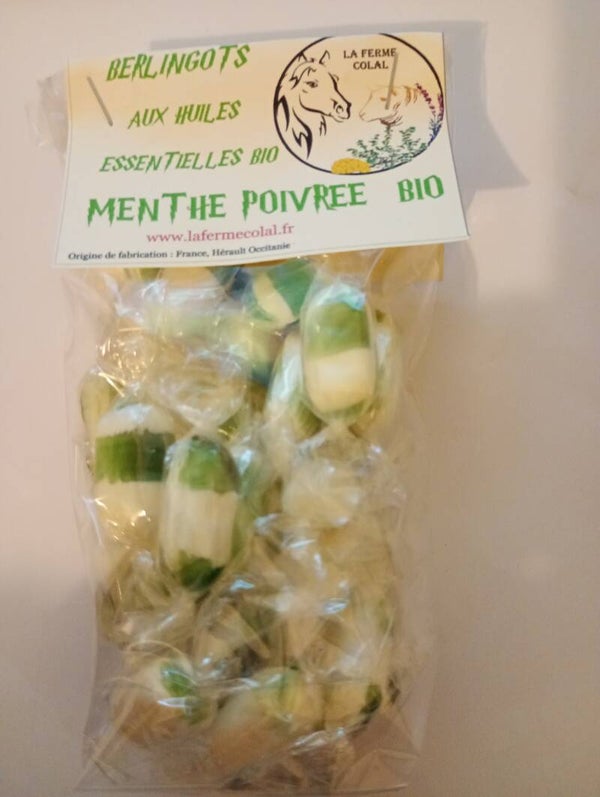 BERLINGOTS
AUX HUILES
ESSENTIELLES BIO
MENTHE POIVREE BIO
www.lafermecolal.fr
Origine de fabrication : France, Hérault Occitanie
LA FERME
COLAL